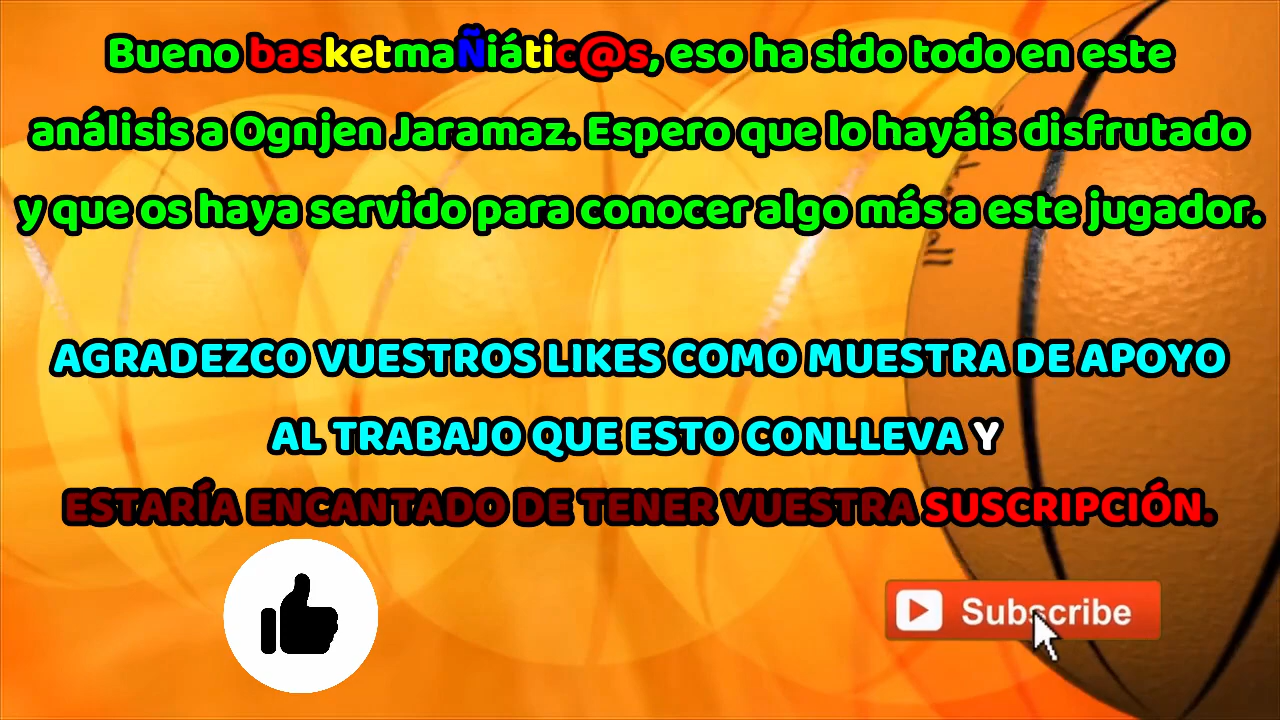 Bueno basketmaÑiátic@s, eso ha sido todo en este
análisis a Ognjen Jaramaz. Espero que lo hayáis disfrutado
y que os haya servido para conocer algo más a este jugador.
AGRADEZCO VUESTROS LIKES COMO MUESTRA DE APOYO
AL TRABAJO QUE ESTO CONLLEVA Y
ESTARÍA ENCANTADO DE TENER VUESTRA SUSCRIPCIÓN.
Subscribe